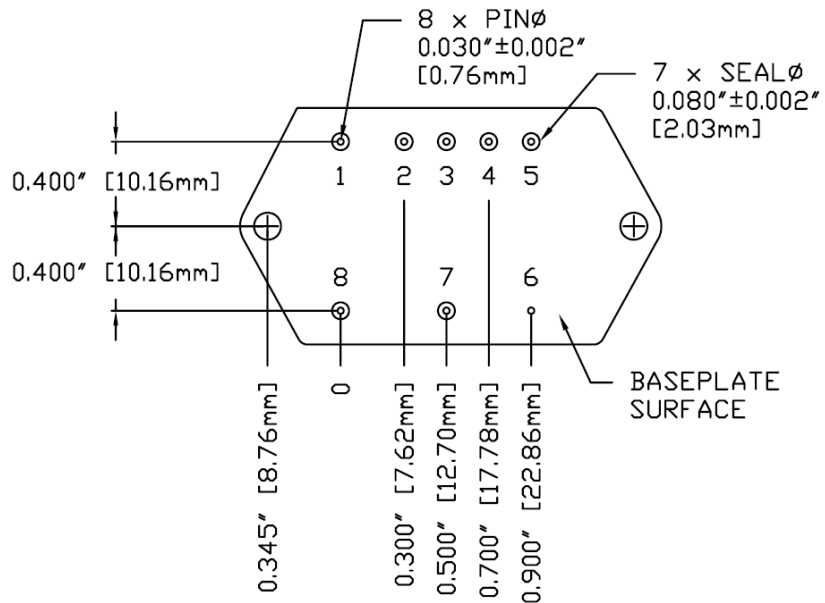 8 x PINø
0.030"±0.002"
[0.76mm]
7 x SEALø
0.080"±0.002"
[2.03mm]
0.400" [10.16mm]
1 2 3 4 5
0.400" [10.16mm]
8 7 6
BASEPLATE
SURFACE
0.345" [8.76mm]
0
0.300" [7.62mm]
0.500" [12.70mm]
0.700" [17.78mm]
0.900" [22.86mm]